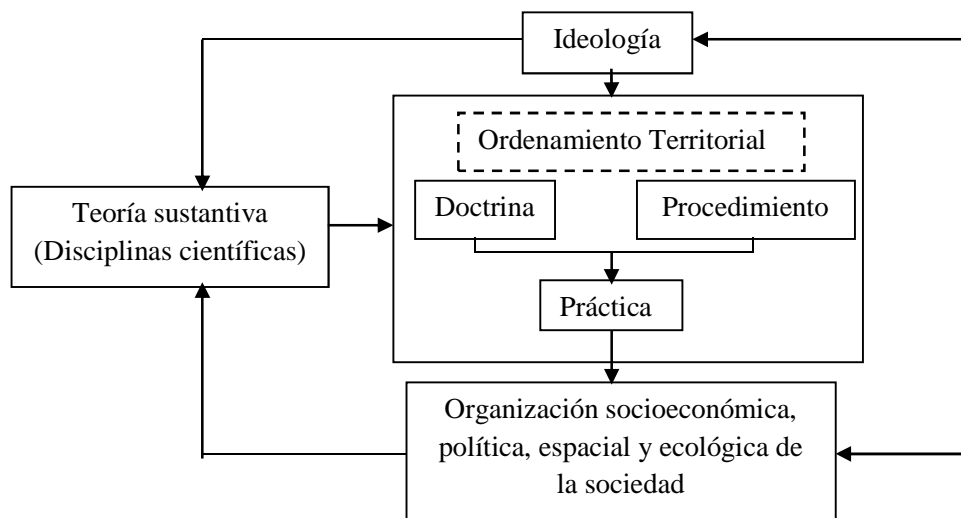 Ideología
Ordenamiento Territorial
Doctrina
Procedimiento
Teoría sustantiva
(Disciplinas científicas)
Práctica
Organización socioeconómica,
política, espacial y ecológica de
la sociedad